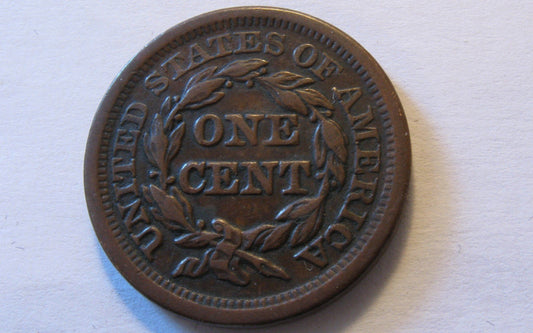 UNITED STATES OF AMERICA
ONE
CENT